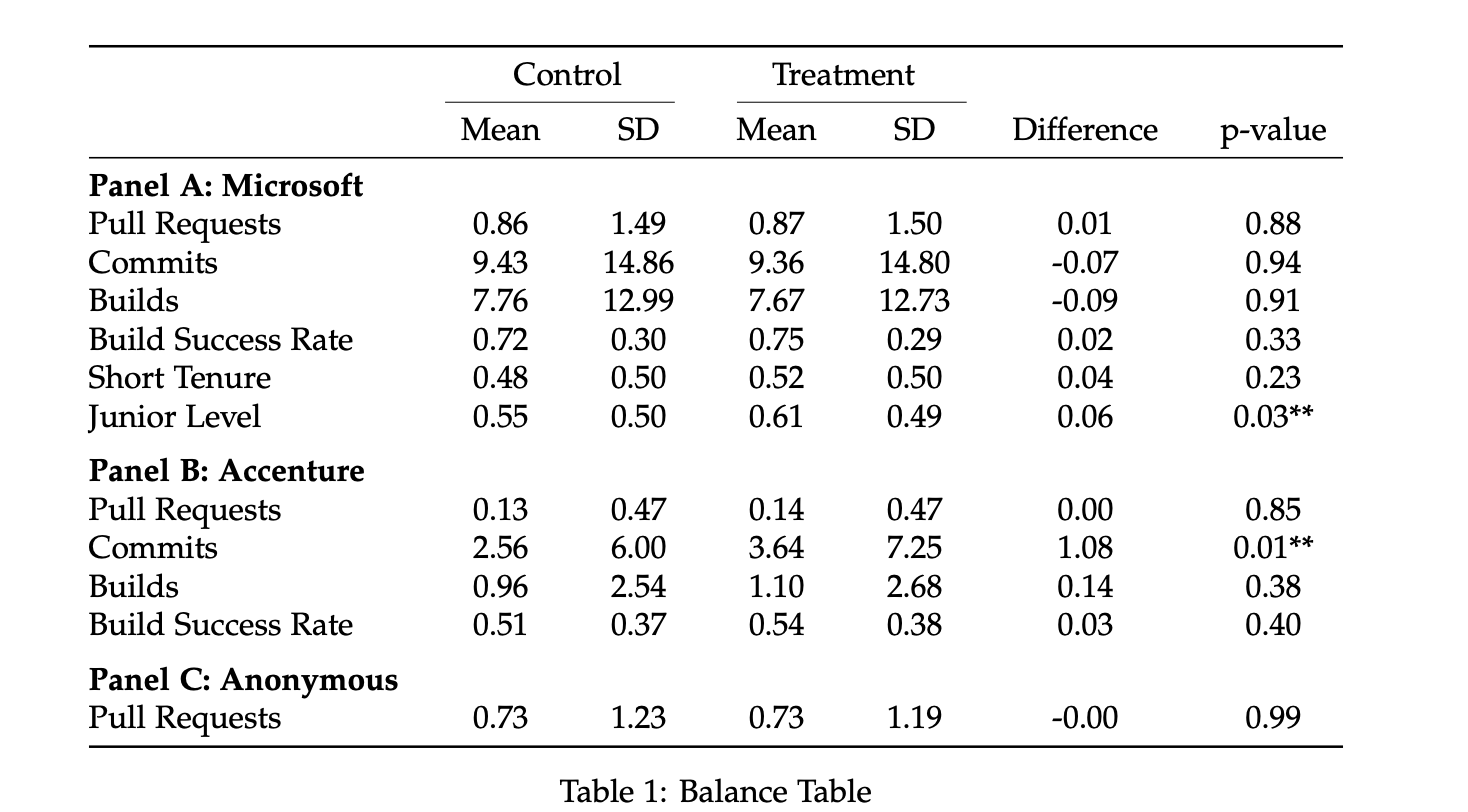 Control Treatment
Mean SD Mean SD Difference p-value
Panel A: Microsoft
Pull Requests 0.86 1.49 0.87 1.50 0.01 0.88
Commits 9.43 14.86 9.36 14.80 -0.07 0.94
Builds 7.76 12.99 7.67 12.73 -0.09 0.91
Build Success Rate 0.72 0.30 0.75 0.29 0.02 0.33
Short Tenure 0.48 0.50 0.52 0.50 0.04 0.23
Junior Level 0.55 0.50 0.61 0.49 0.06 0.03**
Panel B: Accenture
Pull Requests 0.13 0.47 0.14 0.47 0.00 0.85
Commits 2.56 6.00 3.64 7.25 1.08 0.01**
Builds 0.96 2.54 1.10 2.68 0.14 0.38
Build Success Rate 0.51 0.37 0.54 0.38 0.03 0.40
Panel C: Anonymous
Pull Requests 0.73 1.23 0.73 1.19 -0.00 0.99
Table 1: Balance Table